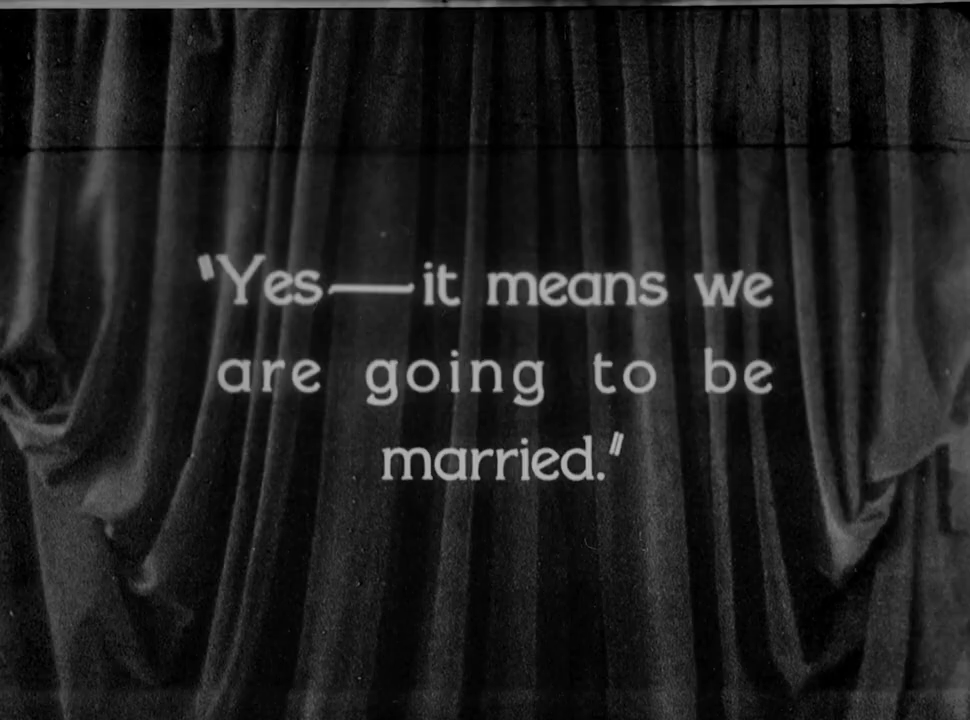 "Yes—it means we
are going to be
married."